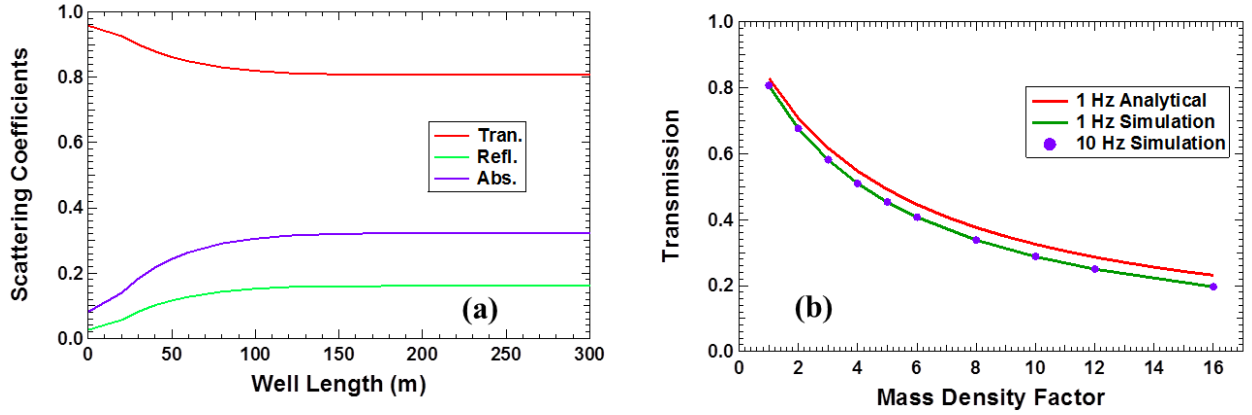 Scattering Coefficients
1.0
0.8
0.6
0.4
0.2
0.0
Tran.
Refl.
Abs.
(a)
0 50 100 150 200 250 300
Well Length (m)
Transmission
1.0
0.8
0.6
0.4
0.2
0.0
1 Hz Analytical
1 Hz Simulation
10 Hz Simulation
(b)
0 2 4 6 8 10 12 14 16
Mass Density Factor